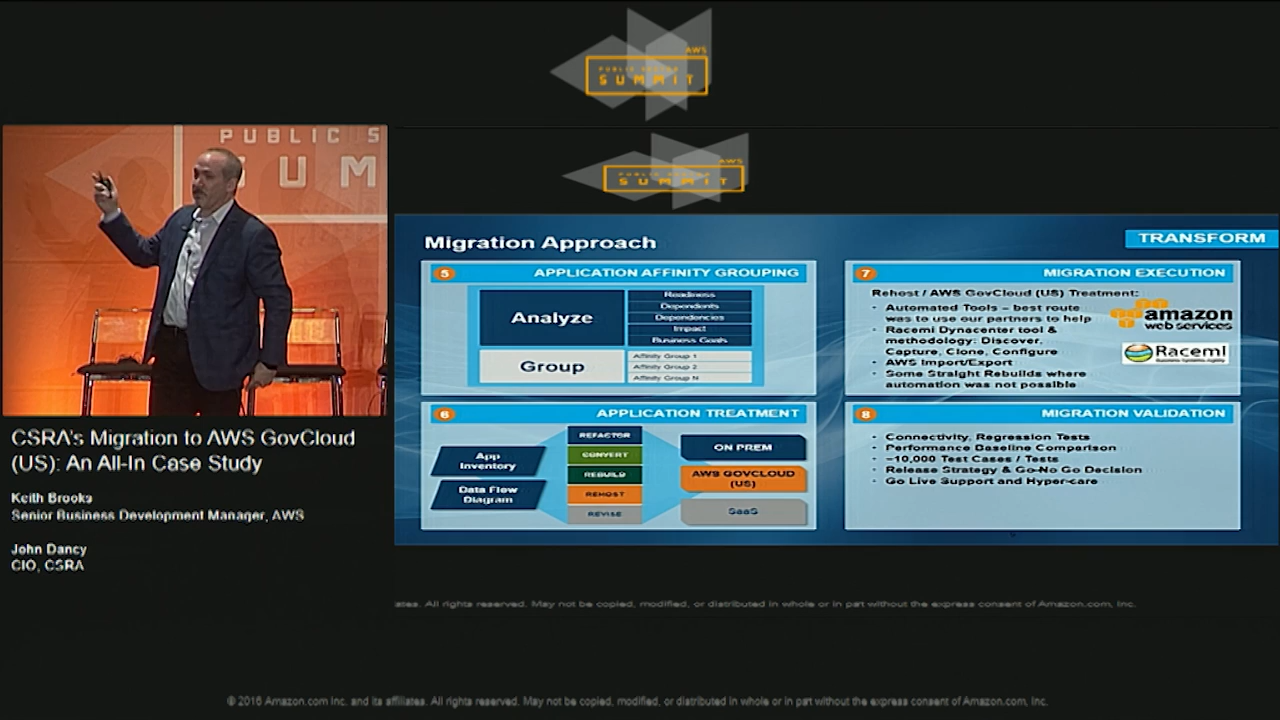 AWS
PUBLIC SECTOR
SUMMIT
AWS
PUBLIC SECTOR
SUMMIT
PUBLIC S
SUM
CSRA's Migration to AWS GovCloud
(US): An All-In Case Study
Keith Brooks
Senior Business Development Manager, AWS
John Dancy
CIO, CSRA
Migration Approach
TRANSFORM
5
APPLICATION AFFINITY GROUPING
Analyze
Readiness
Dependents
Dependencies
Impact
Business Goals
Group
Affinity Group 1
Affinity Group 2
Affinity Group N
6
APPLICATION TREATMENT
App
Inventory
Data Flow
Diagram
REFACTOR
CONVERT
REBUILD
REHOST
REVISE
ON PREM
AWS GOVCLOUD
(US)
SaaS
7
MIGRATION EXECUTION
Rehost / AWS GovCloud (US) Treatment:
• Automated Tools – best route
was to use our partners to help
• Racemi Dynacenter tool &
methodology: Discover,
Capture, Clone, Configure
• AWS Import/Export
• Some Straight Rebuilds where
automation was not possible
amazon
web services
Racemi
8
MIGRATION VALIDATION
• Connectivity, Regression Tests
• Performance Baseline Comparison
• ~10,000 Test Cases / Tests
• Release Strategy & Go-No Go Decision
• Go Live Support and Hyper-care
ates. All rights reserved. May not be copied, modified, or distributed in whole or in part without the express consent of Amazon.com, Inc.
© 2016 Amazon.com Inc. and its affiliates. All rights reserved. May not be copied, modified, or distributed in whole or in part without the express consent of Amazon.com, Inc.